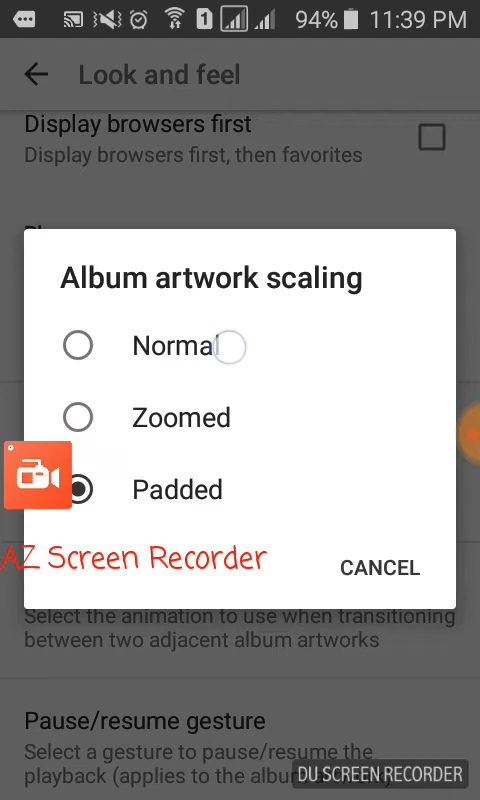 1
94% 11:39 PM
Look and feel
Display browsers first
Display browsers first, then favorites
Album artwork scaling
Normal
Zoomed
Padded
AZ Screen Recorder
CANCEL
Select the animation to use when transitioning
between two adjacent album artworks
Pause/resume gesture
Select a gesture to pause/resume the
playback (applies to the album
DU SCREEN RECORDER